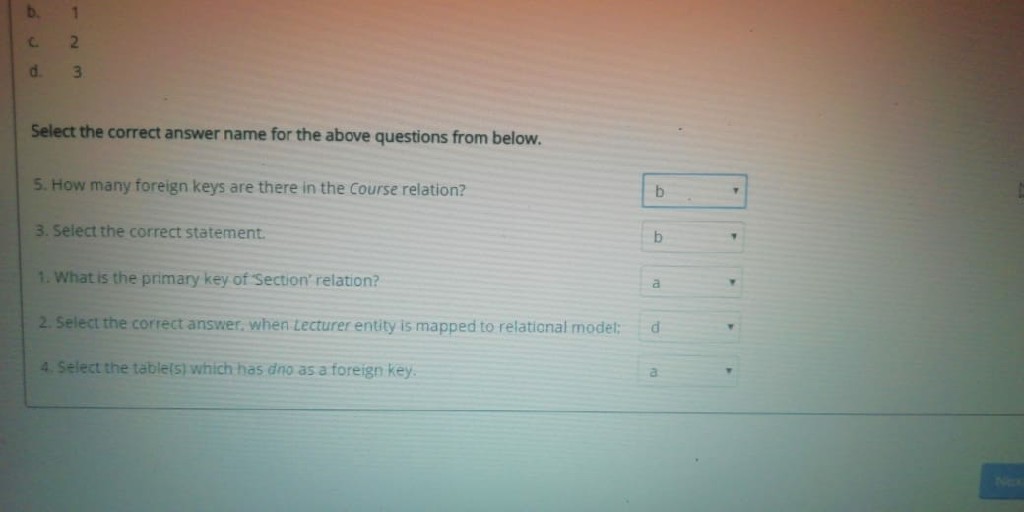 b. 1
c. 2
d. 3
Select the correct answer name for the above questions from below.
5. How many foreign keys are there in the Course relation? b
3. Select the correct statement. b
1. What is the primary key of 'Section' relation? a
2. Select the correct answer, when Lecturer entity is mapped to relational model; d
4. Select the table(s) which has dno as a foreign key. a